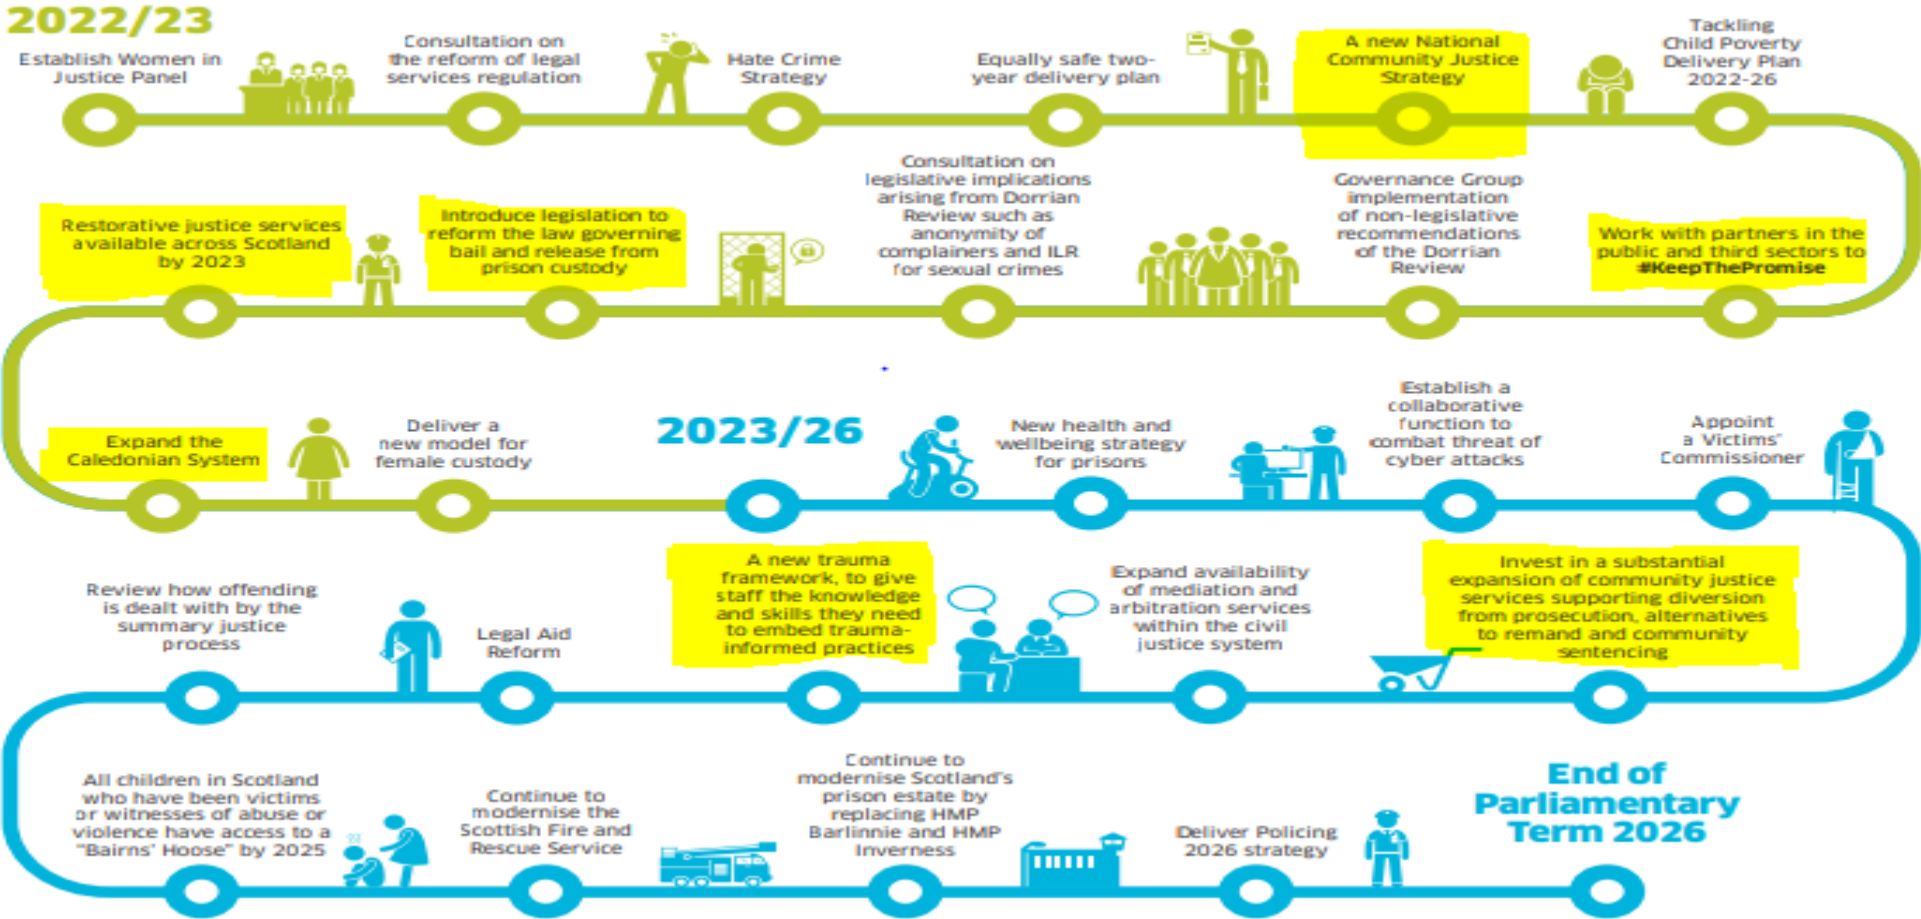 2022/23
Establish Women in
Justice Panel
Consultation on
the reform of legal
services regulation
Hate Crime
Strategy
Equally safe two-
year delivery plan
A new National
Community Justice
Strategy
Tackling
Child Poverty
Delivery Plan
2022-26
Work with partners in the
public and third sectors to
#KeepThePromise
Governance Group
implementation
of non-legislative
recommendations
of the Dorrian
Review
Consultation on
legislative implications
arising from Dorrian
Review such as
anonymity of
complainers and ILR
for sexual crimes
Introduce legislation to
reform the law governing
bail and release from
prison custody
Restorative justice services
available across Scotland
by 2023
Expand the
Caledonian System
Deliver a
new model for
female custody
2023/26
New health and
wellbeing strategy
for prisons
Establish a
collaborative
function to
combat threat of
cyber attacks
Appoint
a Victims'
Commissioner
Invest in a substantial
expansion of community justice
services supporting diversion
from prosecution, alternatives
to remand and community
sentencing
Expand availability
of mediation and
arbitration services
within the civil
justice system
A new trauma
framework, to give
staff the knowledge
and skills they need
to embed trauma-
informed practices
Legal Aid
Reform
Review how offending
is dealt with by the
summary justice
process
All children in Scotland
who have been victims
or witnesses of abuse or
violence have access to a
"Bairns' Hoose" by 2025
Continue to
modernise the
Scottish Fire and
Rescue Service
Continue to
modernise Scotland's
prison estate by
replacing HMP
Barlinnie and HMP
Inverness
Deliver Policing
2026 strategy
End of
Parliamentary
Term 2026